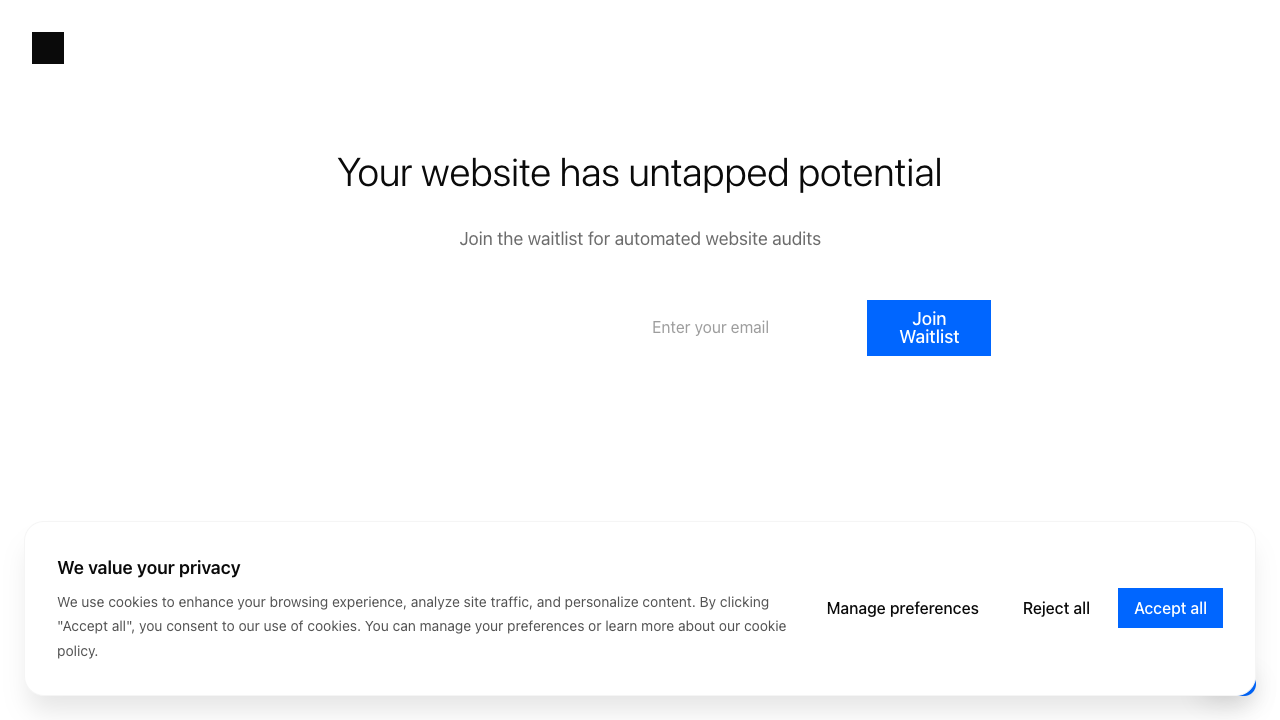 Your website has untapped potential
Join the waitlist for automated website audits
Enter your email
Join
Waitlist
We value your privacy
We use cookies to enhance your browsing experience, analyze site traffic, and personalize content. By clicking
"Accept all", you consent to our use of cookies. You can manage your preferences or learn more about our cookie
policy.
Manage preferences
Reject all
Accept all